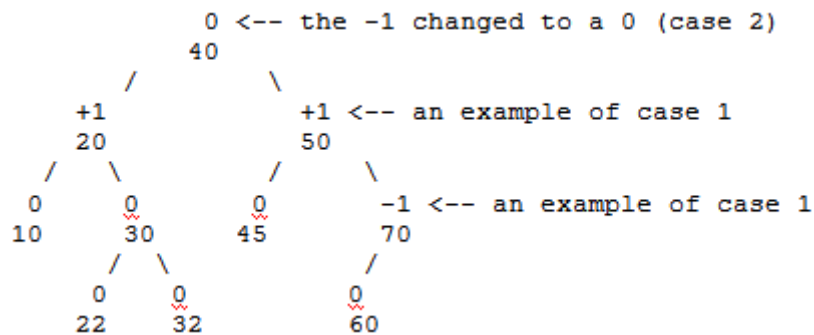 0 <-- the -1 changed to a 0 (case 2)
40
/ \
+1 +1 <-- an example of case 1
20 50
/ \ / \
0 0 0 -1 <-- an example of case 1
10 30 45 70
/ \ /
0 0 0
22 32 60